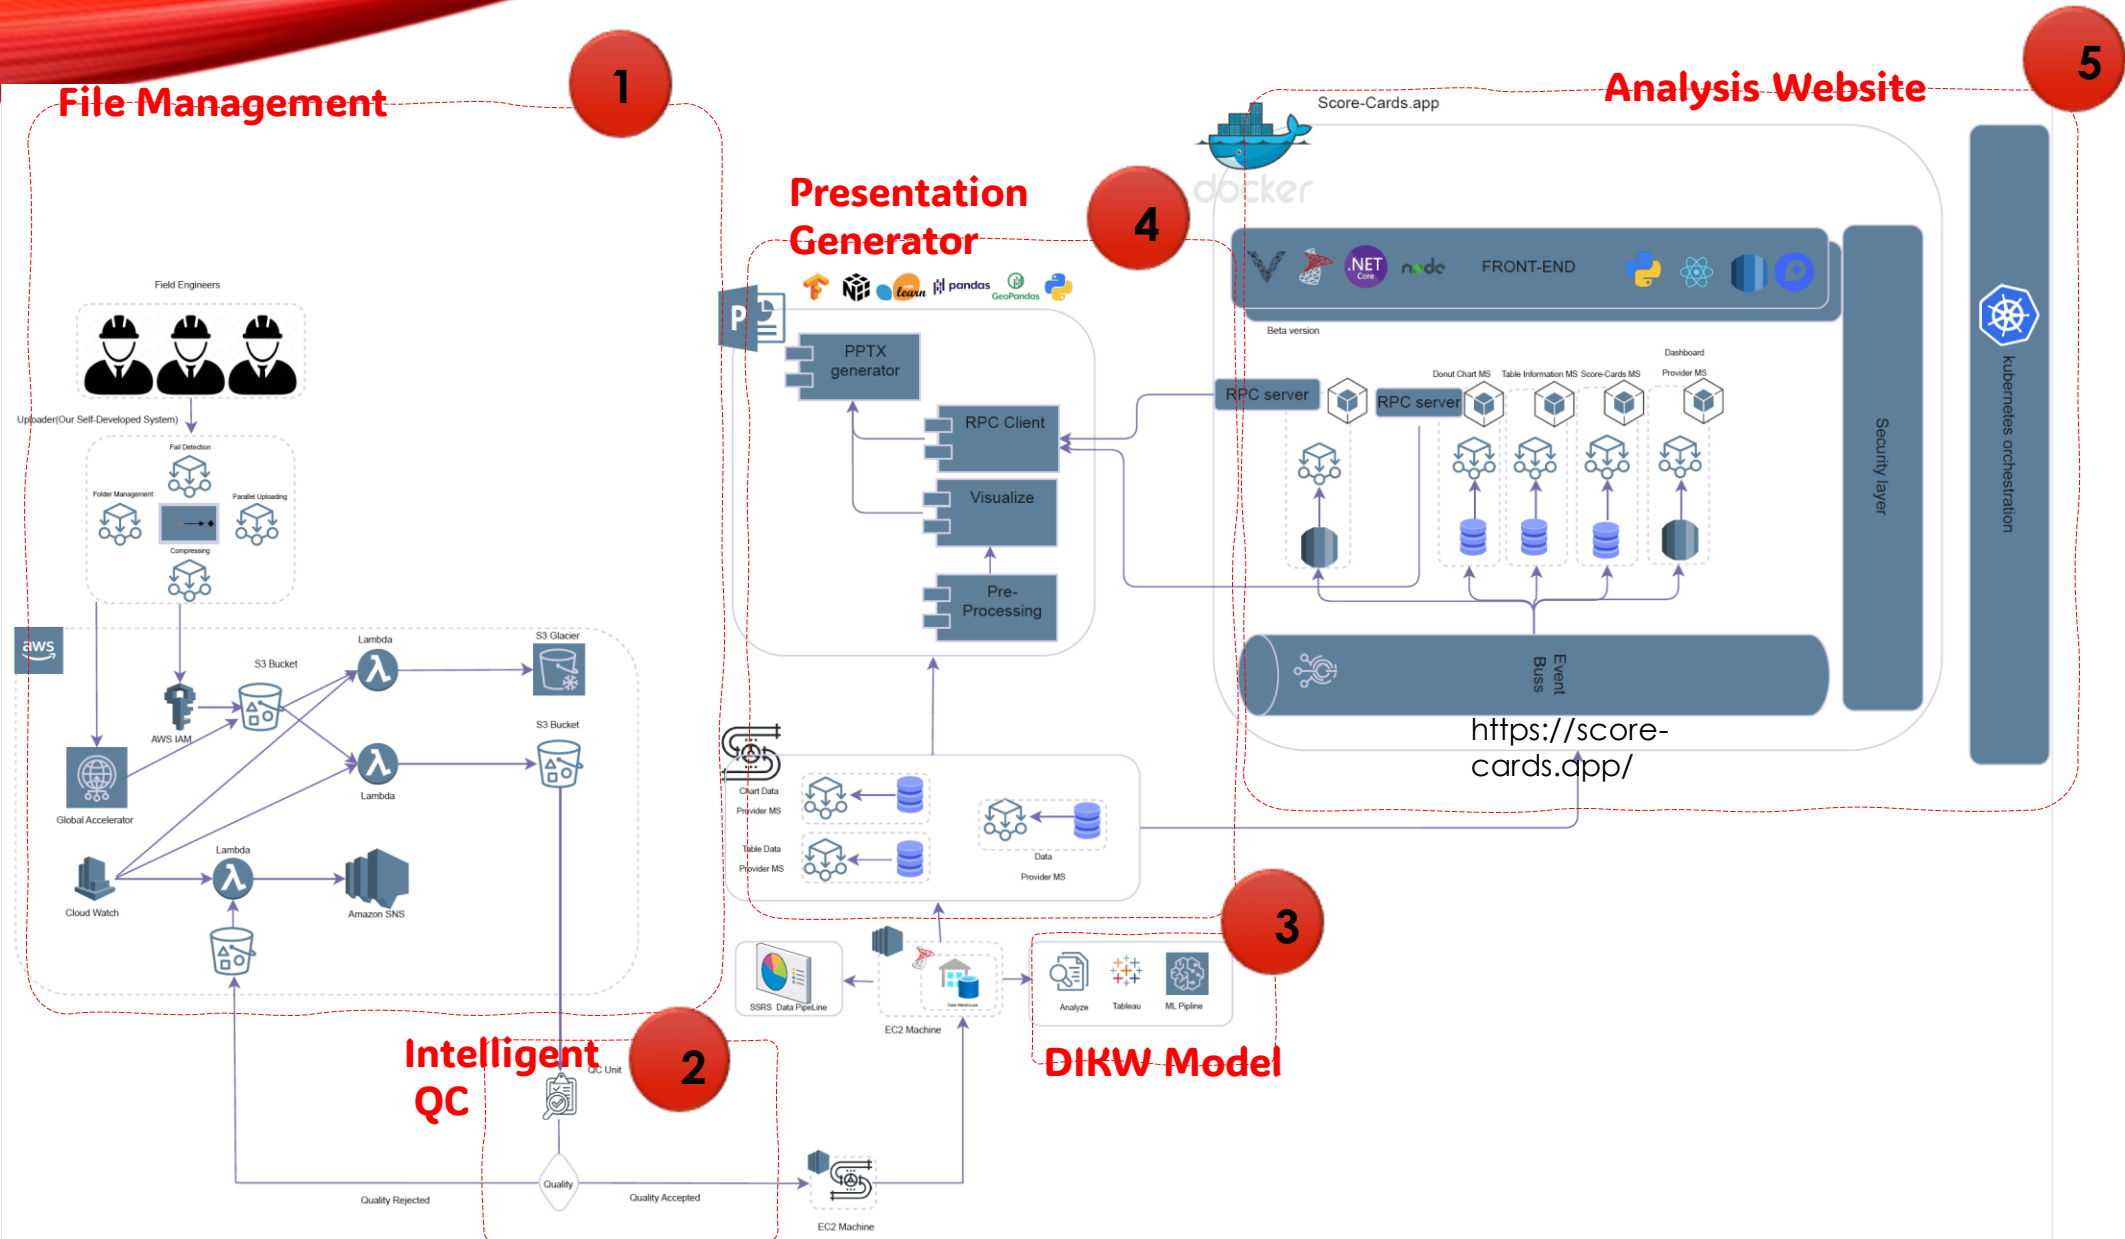 File Management
1
Analysis Website
5
Score-Cards.app
docker
Presentation
Generator
4
learn
pandas
GeoPandas
.NET
Core
node
FRONT-END
Beta version
Field Engineers
Uploader(Our Self-Developed System)
Fail Detection
Folder Management
Parallel Uploading
Compressing
P
PPTX
generator
RPC Client
Visualize
Pre-
Processing
RPC server
RPC server
Donut Chart MS
Table Information MS
Score-Cards MS
Dashboard
Provider MS
Security layer
kubernetes orchestration
Event
Buss
https://score-
cards.app/
aws
Lambda
S3 Glacier
S3 Bucket
AWS IAM
S3 Bucket
Lambda
Global Accelerator
Lambda
Cloud Watch
Amazon SNS
Chart Data
Provider MS
Table Data
Provider MS
Data
Provider MS
3
SSRS Data PipeLine
Data Warehouse
EC2 Machine
Analyze
Tableau
ML Pipline
DIKW Model
Intelligent
QC
2
QC Unit
Quality
Quality Rejected
Quality Accepted
EC2 Machine